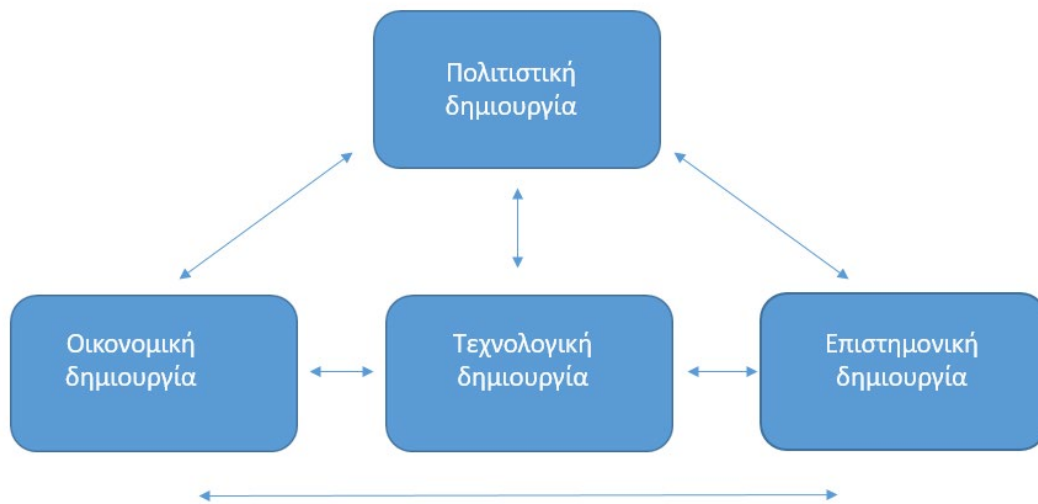 Πολιτιστική
δημιουργία
Οικονομική
δημιουργία
Τεχνολογική
δημιουργία
Επιστημονική
δημιουργία